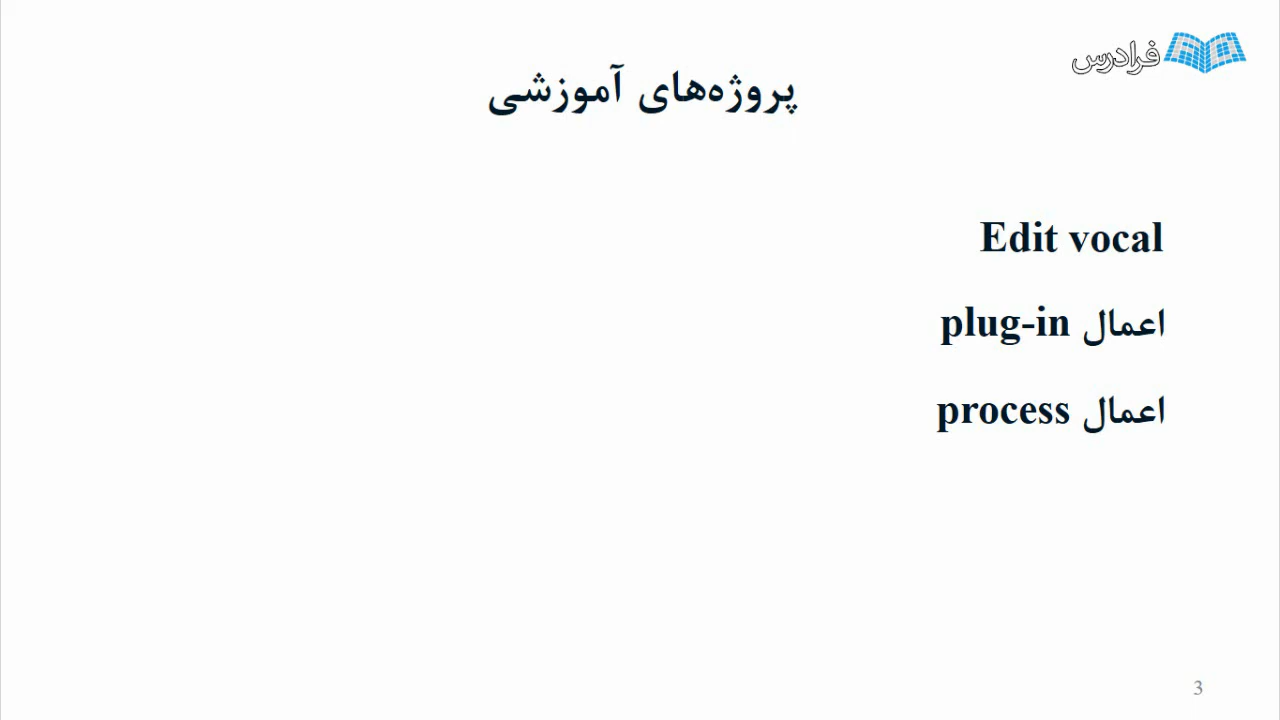 فرادرس
پروژه‌های آموزشی
Edit vocal
اعمال plug-in
اعمال process
3